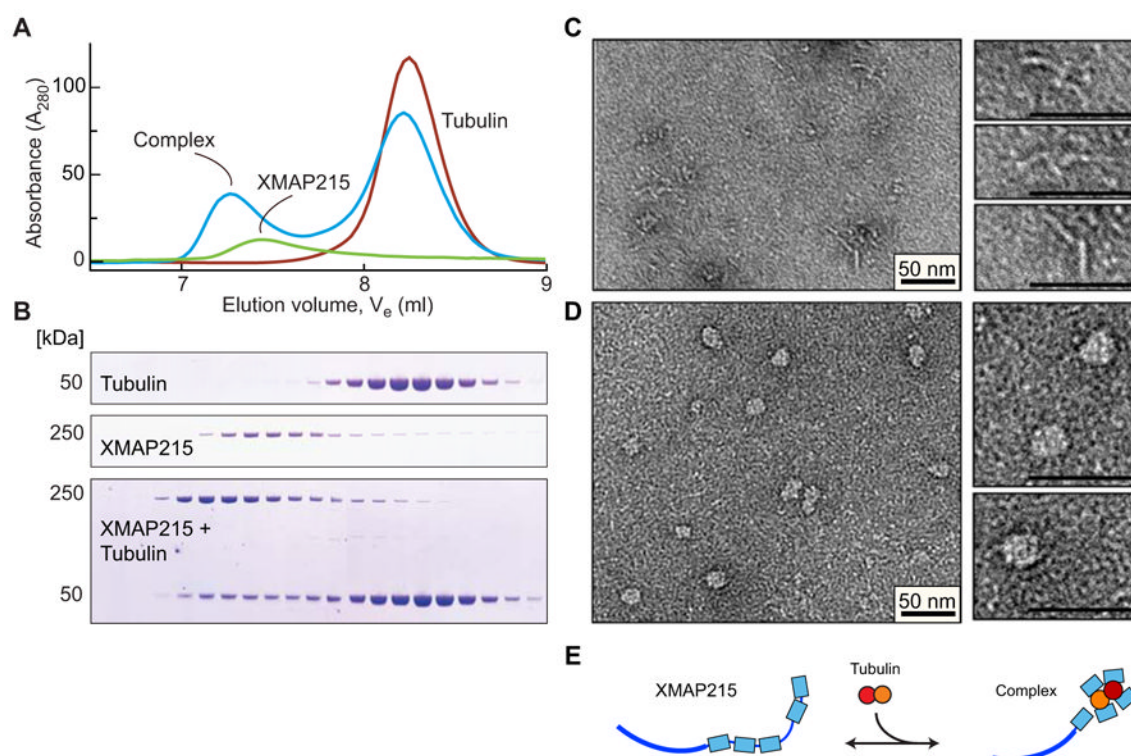 A
Absorbance (A280)
100
50
0
Complex
XMAP215
Tubulin
7
8
9
Elution volume, Ve (ml)
B
[kDa]
50
Tubulin
250
XMAP215
250
XMAP215 +
Tubulin
50
C
50 nm
D
50 nm
E
XMAP215
Tubulin
Complex